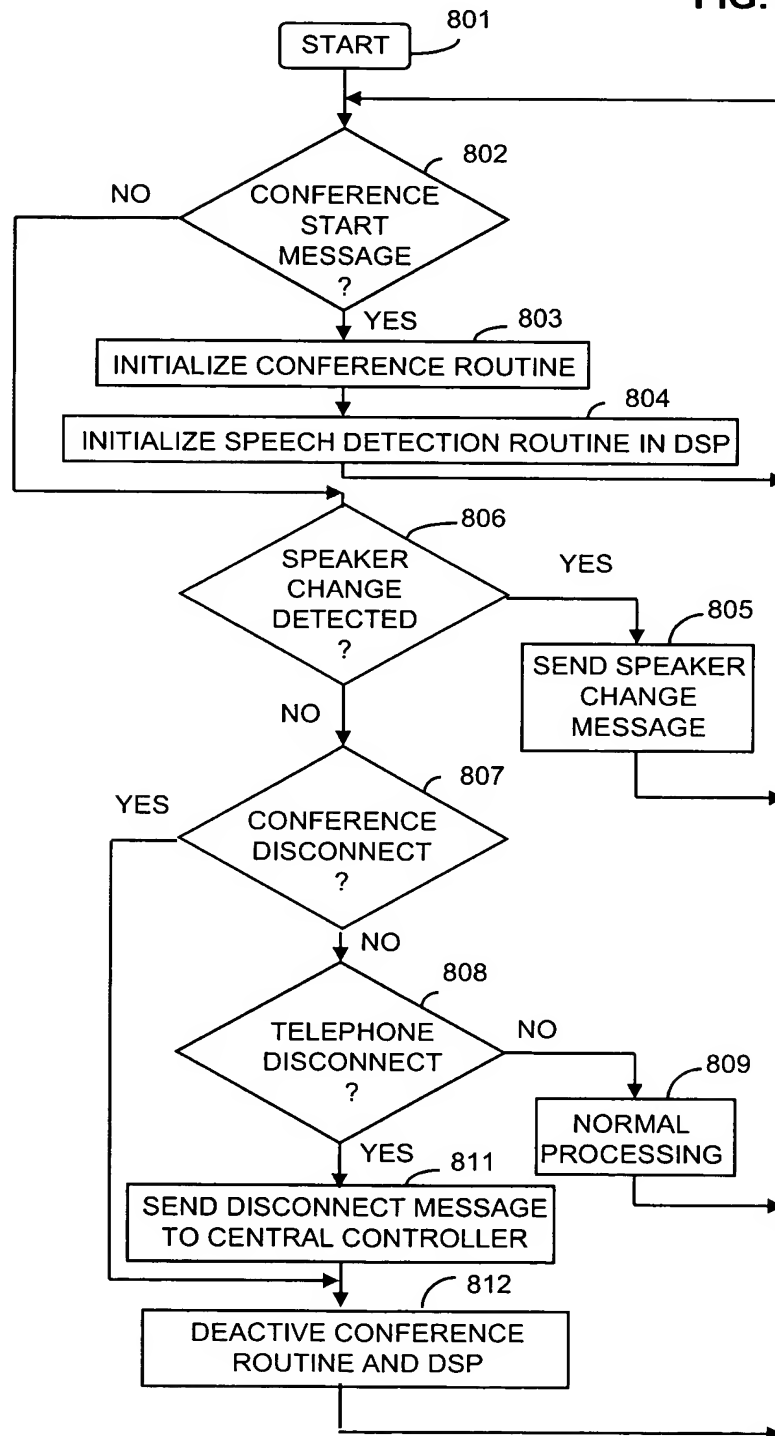 FIG.
801
START
802
NO
CONFERENCE
START
MESSAGE
?
YES
803
INITIALIZE CONFERENCE ROUTINE
804
INITIALIZE SPEECH DETECTION ROUTINE IN DSP
806
SPEAKER
CHANGE
DETECTED
?
YES
805
SEND SPEAKER
CHANGE
MESSAGE
NO
807
YES
CONFERENCE
DISCONNECT
?
NO
808
TELEPHONE
DISCONNECT
?
NO
809
NORMAL
PROCESSING
YES
811
SEND DISCONNECT MESSAGE
TO CENTRAL CONTROLLER
812
DEACTIVE CONFERENCE
ROUTINE AND DSP